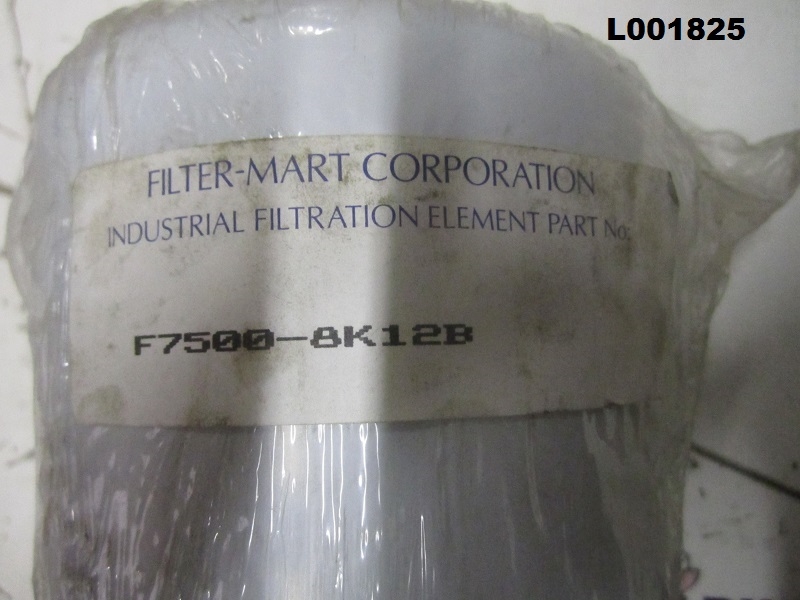 L001825
FILTER-MART CORPORATION
INDUSTRIAL FILTRATION ELEMENT PART No.
F7500-8K12B